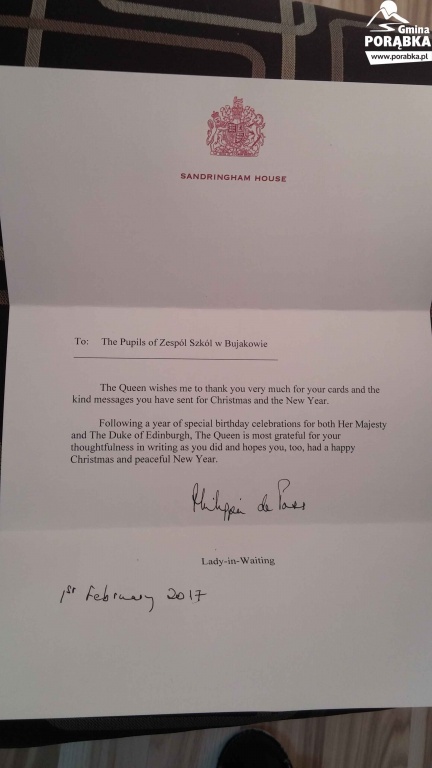 Gmina
PORĄBKA
www.porabka.pl
SANDRINGHAM HOUSE
To: The Pupils of Zespól Szkól w Bujakowie
The Queen wishes me to thank you very much for your cards and the
kind messages you have sent for Christmas and the New Year.
Following a year of special birthday celebrations for both Her Majesty
and The Duke of Edinburgh, The Queen is most grateful for your
thoughtfulness in writing as you did and hopes you, too, had a happy
Christmas and peaceful New Year.
Philippa de Pass
Lady-in-Waiting
1st February 2017